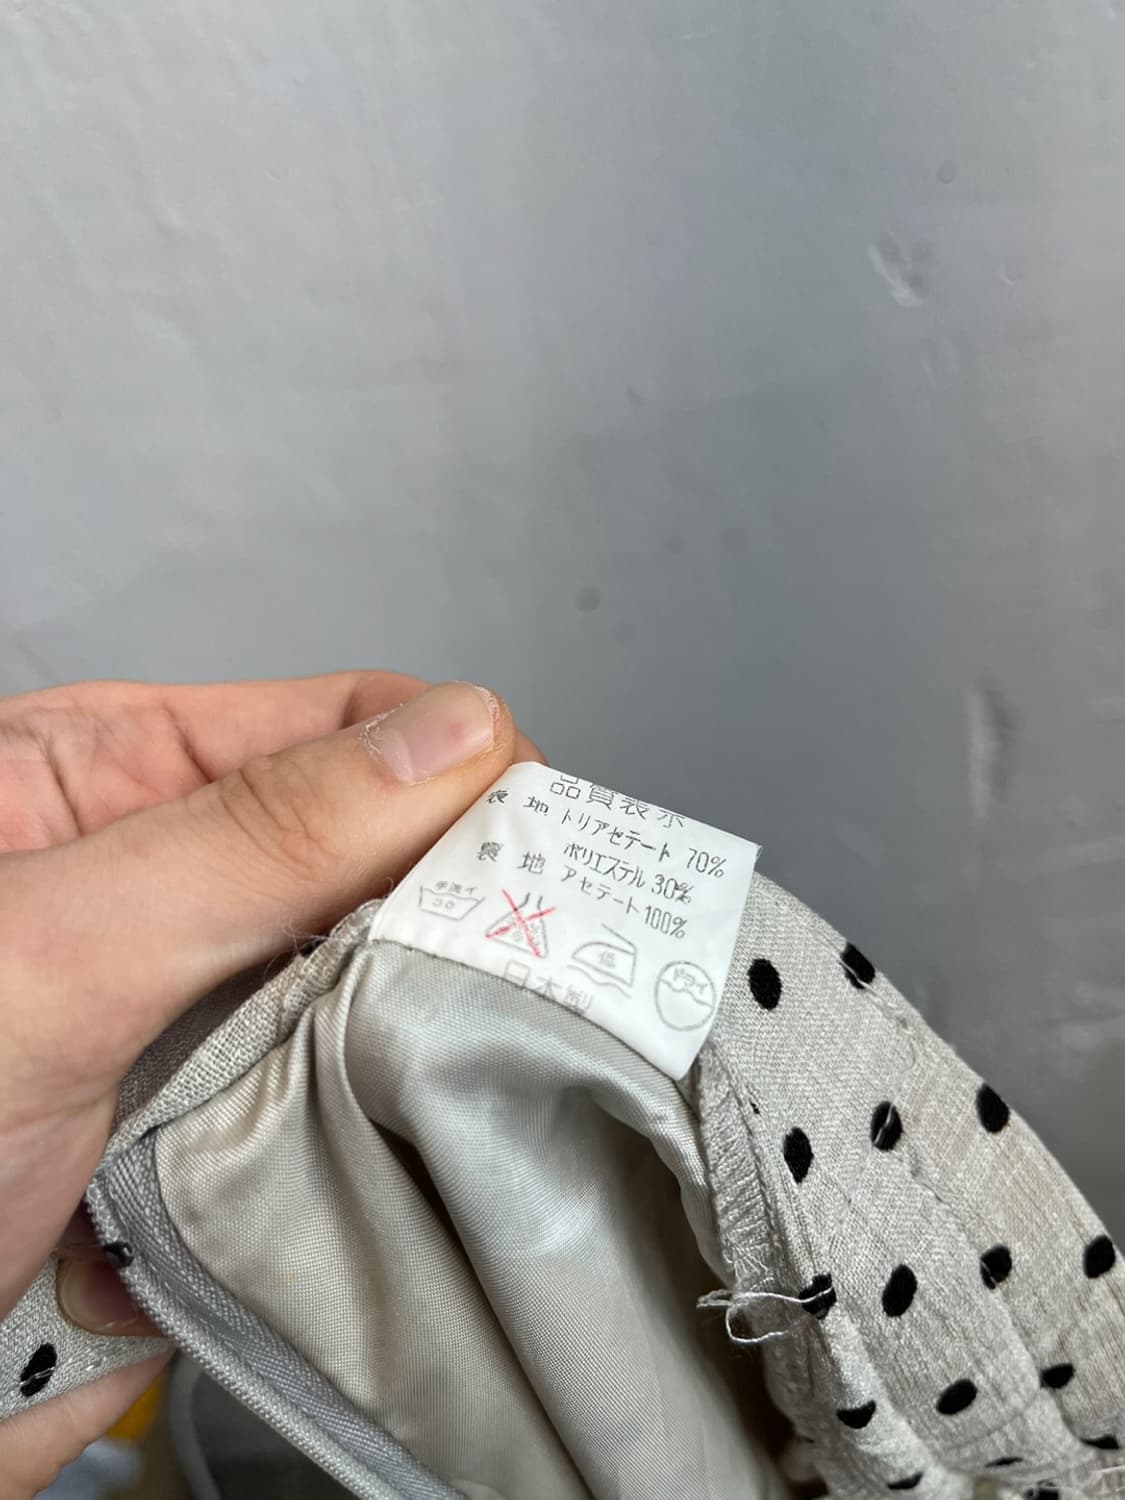 品質表示
表 地 トリアセテート 70%
ポリエステル 30%
裏 地 アセテート 100%
手洗イ
30
低
ドライ
日本製